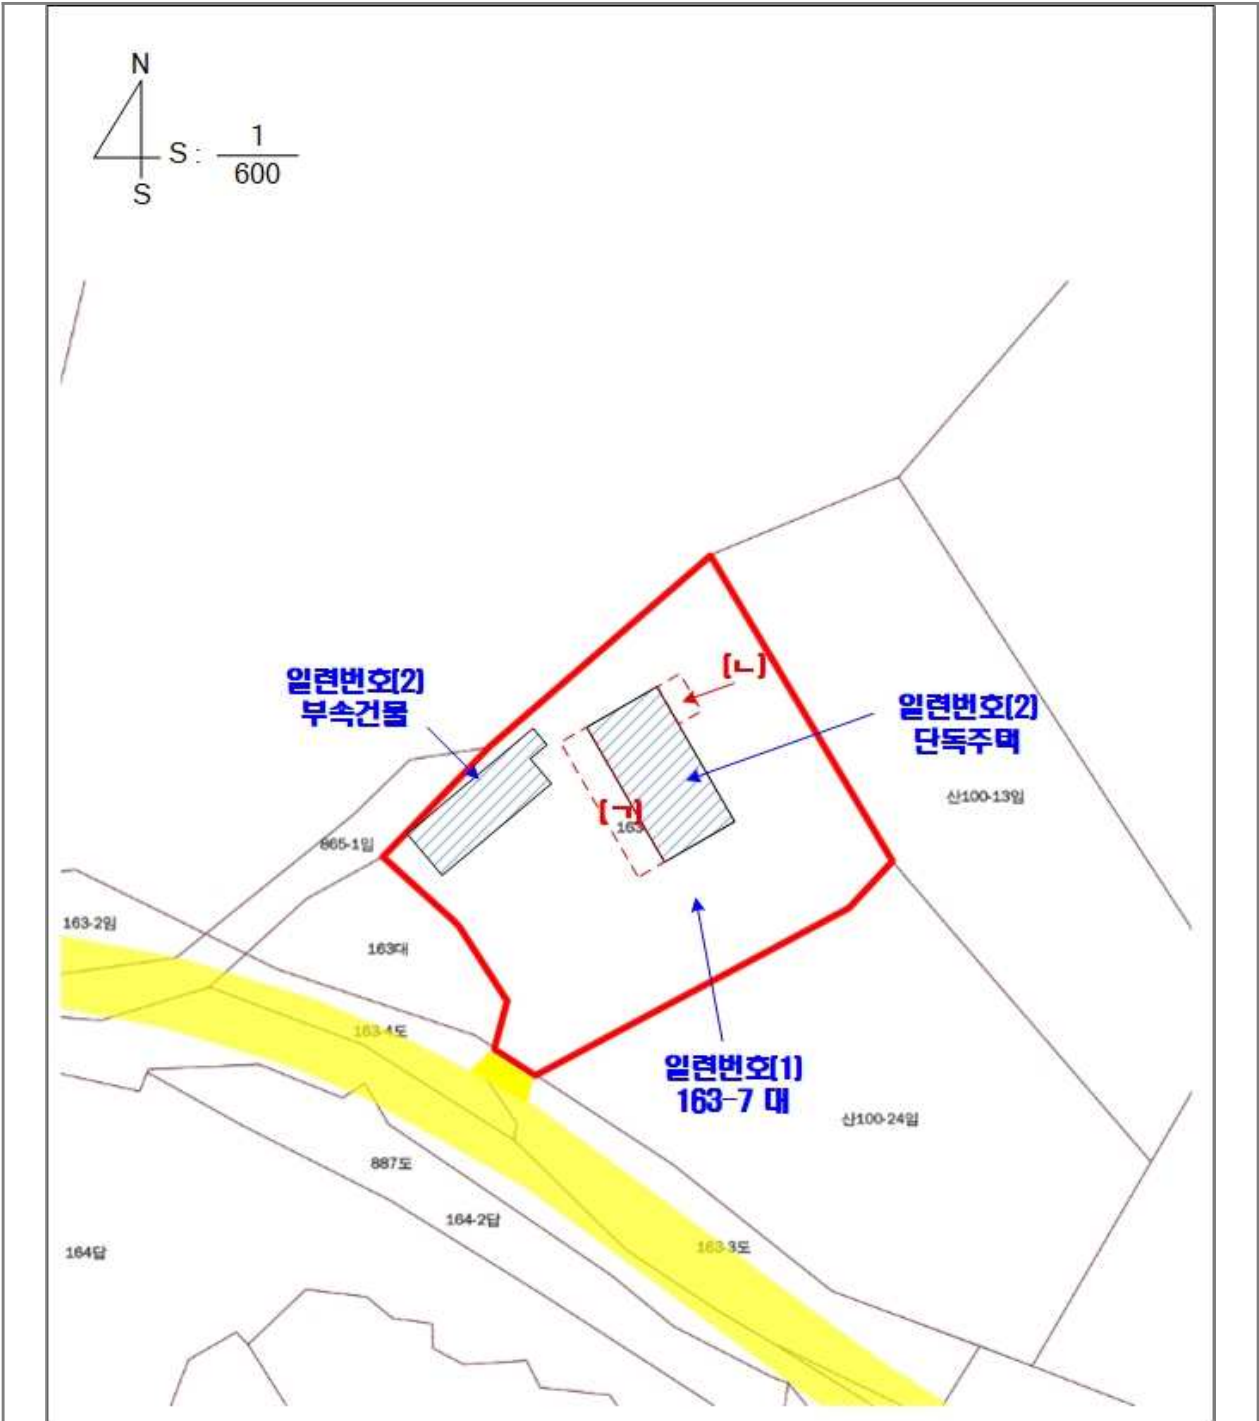 N
S : 1
600
S
[ㄴ]
일련번호(2)
부속건물
일련번호(2)
단독주택
산100-13임
[ㄱ]
163
865-1임
163-2임
163대
163-4도
일련번호(1)
163-7 대
산100-24임
887도
164-2답
163-3도
164답